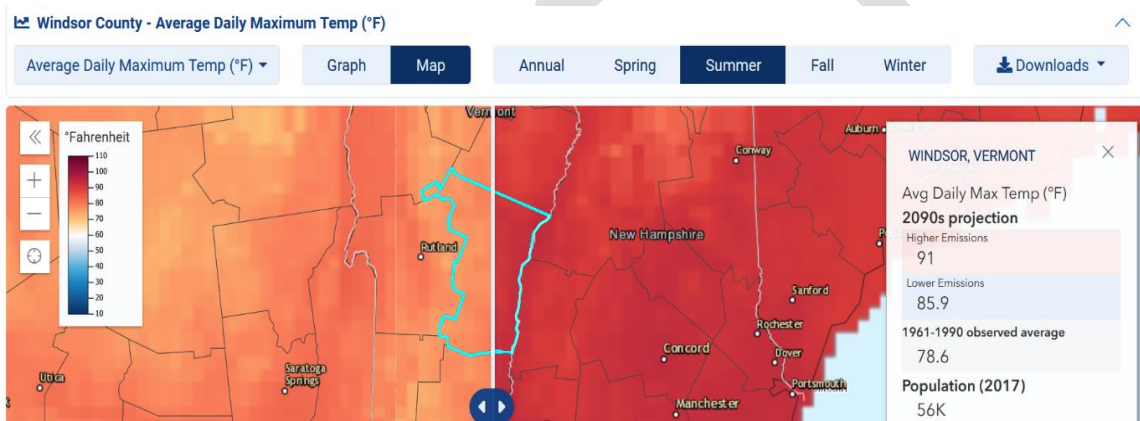 Windsor County - Average Daily Maximum Temp (°F)
Average Daily Maximum Temp (°F) Graph Map Annual Spring Summer Fall Winter Downloads
Vermont
°Fahrenheit
110
100
90
80
70
60
50
40
30
20
10
Rutland
Utica
Saratoga
Springs
Auburn
Conway
New Hampshire
Sanford
Rochester
Concord
Dover
Portsmouth
Manchester
WINDSOR, VERMONT
Avg Daily Max Temp (°F)
2090s projection
Higher Emissions
91
Lower Emissions
85.9
1961-1990 observed average
78.6
Population (2017)
56K